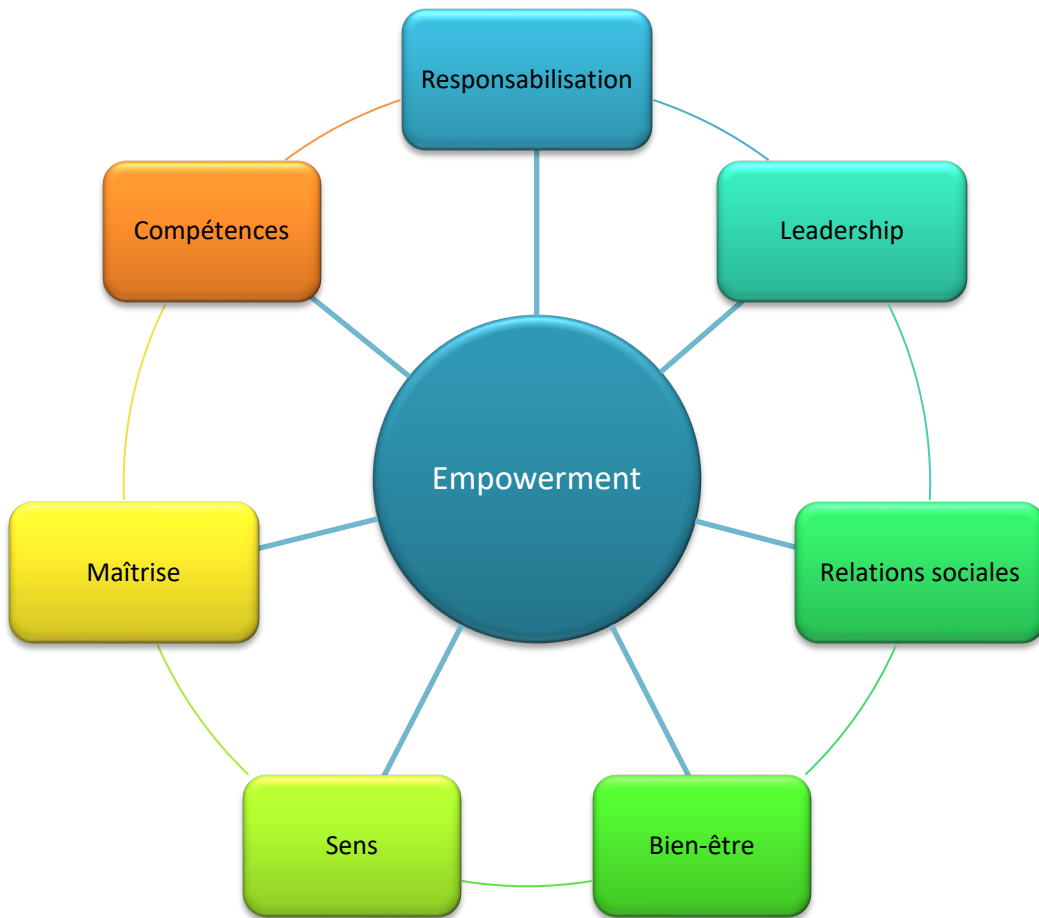 Responsabilisation
Compétences
Leadership
Empowerment
Maîtrise
Relations sociales
Sens
Bien-être